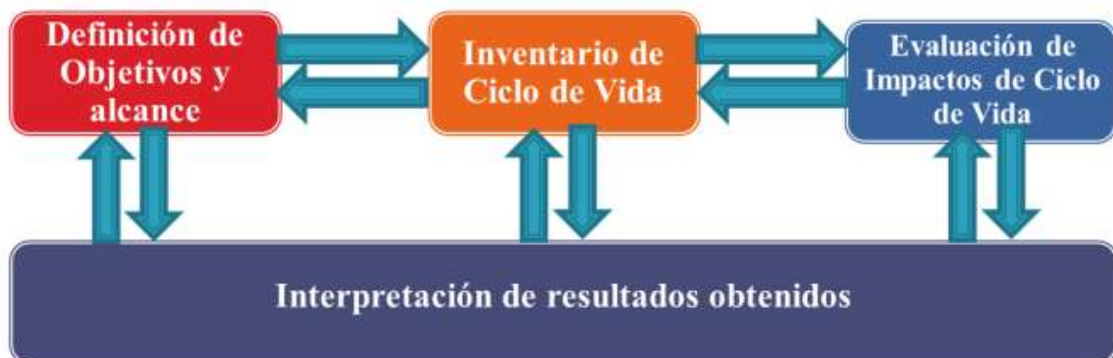 Definición de
Objetivos y
alcance
Inventario de
Ciclo de Vida
Evaluación de
Impactos de Ciclo
de Vida
Interpretación de resultados obtenidos